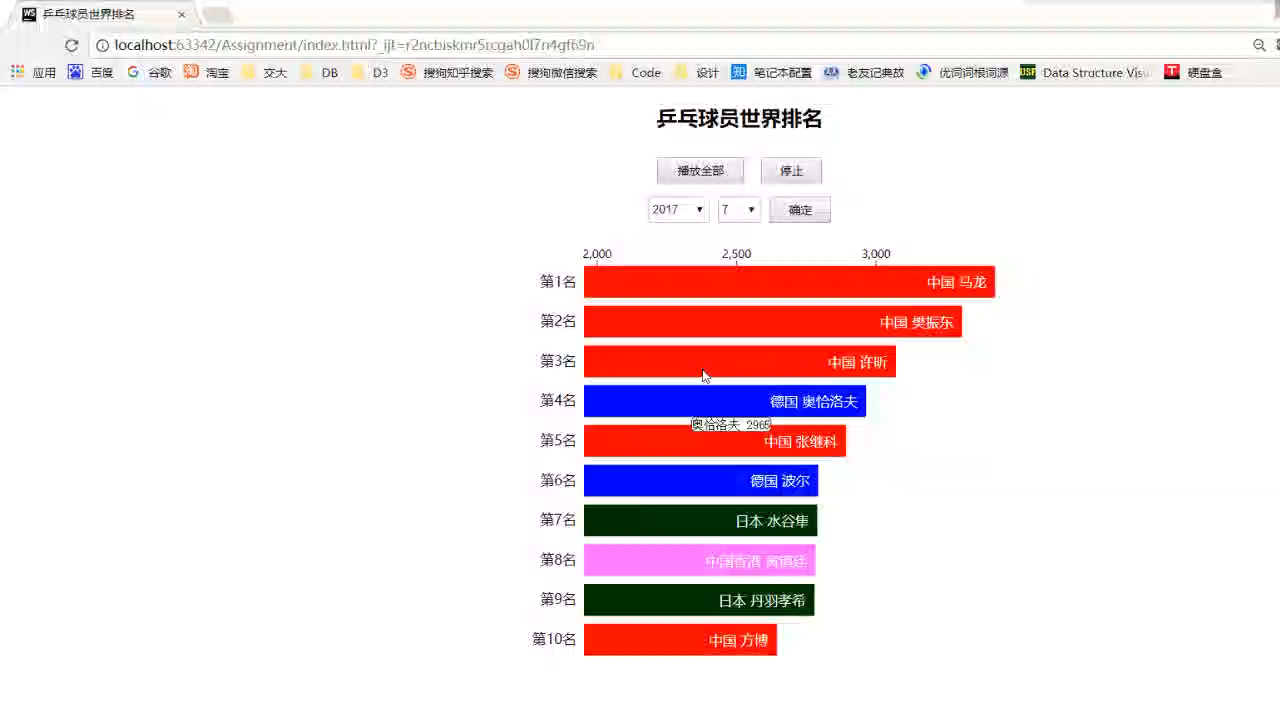 乒乓球员世界排名
localhost:63342/Assignment/index.html?_ijt=r2ncbiskmr5rcgah0l7n4gf69n
应用 百度 谷歌 淘宝 交大 DB D3 搜狗知乎搜索 搜狗微信搜索 Code 设计 笔记本配置 老友记典故 优词词根词源 Data Structure Visu 硬盘盒
乒乓球员世界排名
播放全部 停止
2017 7 确定
2,000 2,500 3,000
第1名 中国 马龙
第2名 中国 樊振东
第3名 中国 许昕
第4名 德国 奥恰洛夫
奥恰洛夫 2965
第5名 中国 张继科
第6名 德国 波尔
第7名 日本 水谷隼
第8名 中国香港 黄镇廷
第9名 日本 丹羽孝希
第10名 中国 方博